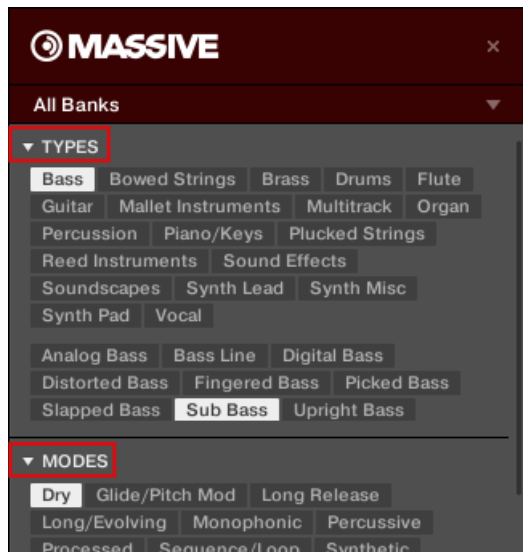 MASSIVE
All Banks
TYPES
Bass Bowed Strings Brass Drums Flute
Guitar Mallet Instruments Multitrack Organ
Percussion Piano/Keys Plucked Strings
Reed Instruments Sound Effects
Soundscapes Synth Lead Synth Misc
Synth Pad Vocal
Analog Bass Bass Line Digital Bass
Distorted Bass Fingered Bass Picked Bass
Slapped Bass Sub Bass Upright Bass
MODES
Dry Glide/Pitch Mod Long Release
Long/Evolving Monophonic Percussive
Processed Sequence/Loop Synthetic